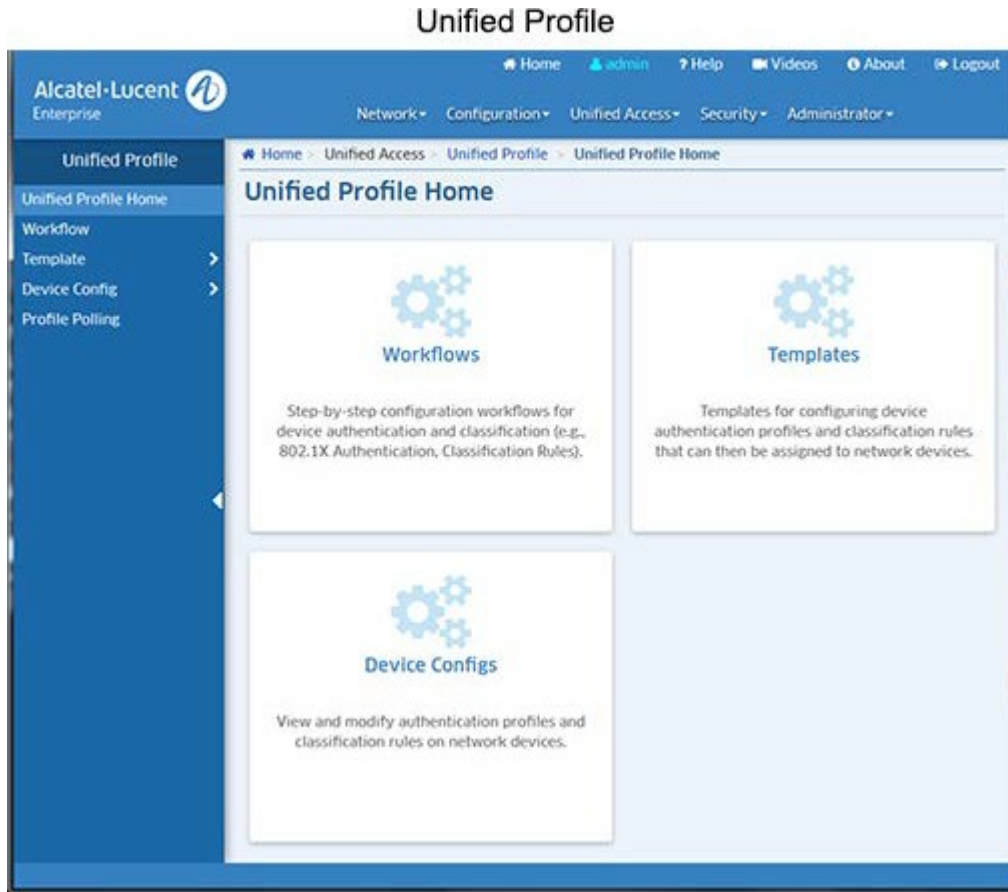 Unified Profile
Home admin ? Help Videos About Logout
Alcatel·Lucent
Enterprise
Network Configuration Unified Access Security Administrator
Unified Profile
Unified Profile Home
Workflow
Template
Device Config
Profile Polling
Home > Unified Access > Unified Profile > Unified Profile Home
Unified Profile Home
Workflows
Step-by-step configuration workflows for
device authentication and classification (e.g.,
802.1X Authentication, Classification Rules).
Templates
Templates for configuring device
authentication profiles and classification rules
that can then be assigned to network devices.
Device Configs
View and modify authentication profiles and
classification rules on network devices.